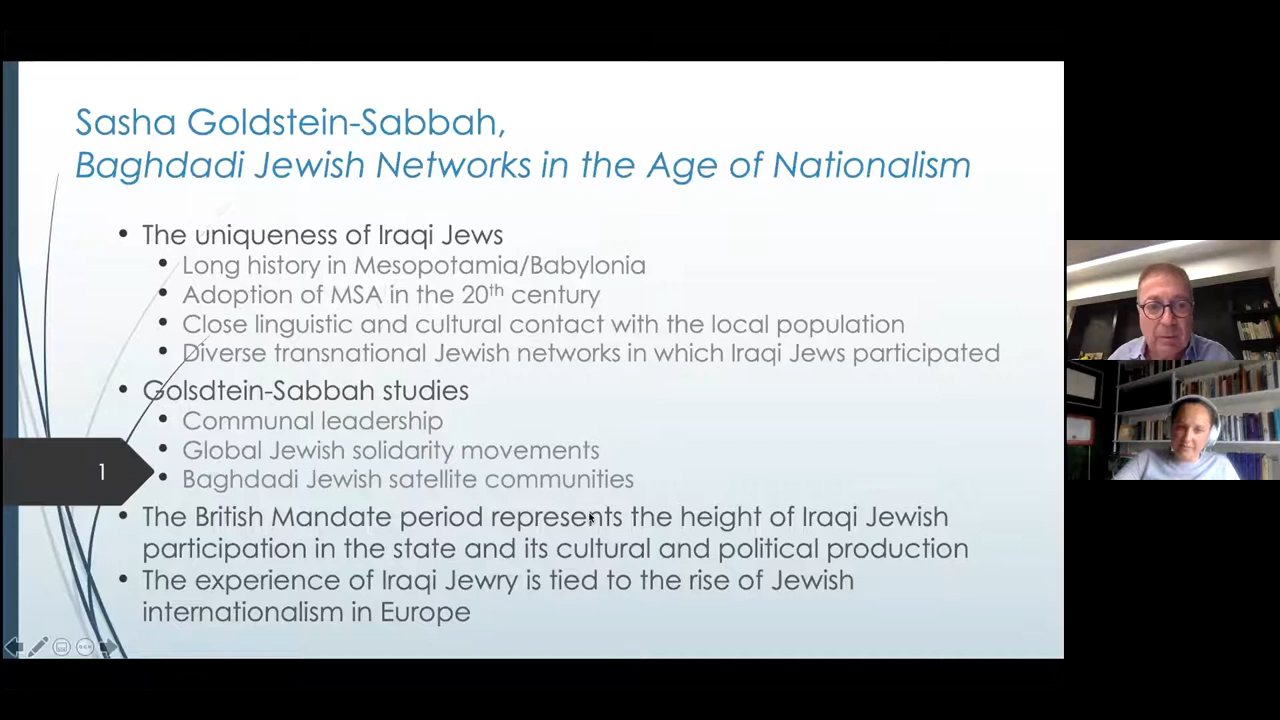 Sasha Goldstein-Sabbah,
Baghdadi Jewish Networks in the Age of Nationalism
• The uniqueness of Iraqi Jews
• Long history in Mesopotamia/Babylonia
• Adoption of MSA in the 20th century
• Close linguistic and cultural contact with the local population
• Diverse transnational Jewish networks in which Iraqi Jews participated
• Golsdtein-Sabbah studies
• Communal leadership
• Global Jewish solidarity movements
• Baghdadi Jewish satellite communities
1
• The British Mandate period represents the height of Iraqi Jewish
participation in the state and its cultural and political production
• The experience of Iraqi Jewry is tied to the rise of Jewish
internationalism in Europe